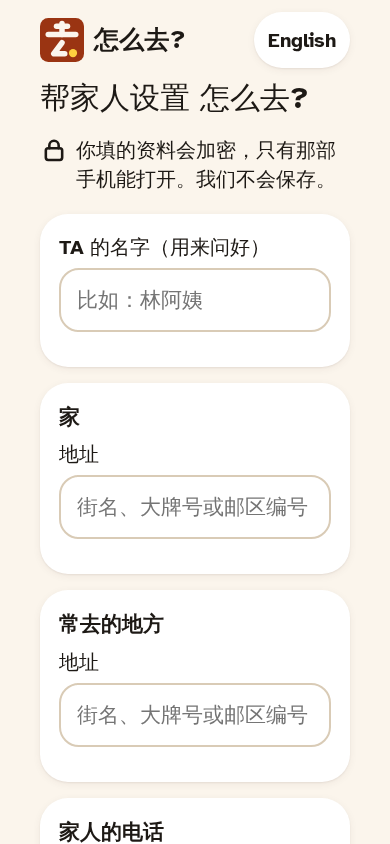 去
怎么去?
English
帮家人设置 怎么去?
你填的资料会加密，只有那部
手机能打开。我们不会保存。
TA 的名字（用来问好）
比如：林阿姨
家
地址
街名、大牌号或邮区编号
常去的地方
地址
街名、大牌号或邮区编号
家人的电话